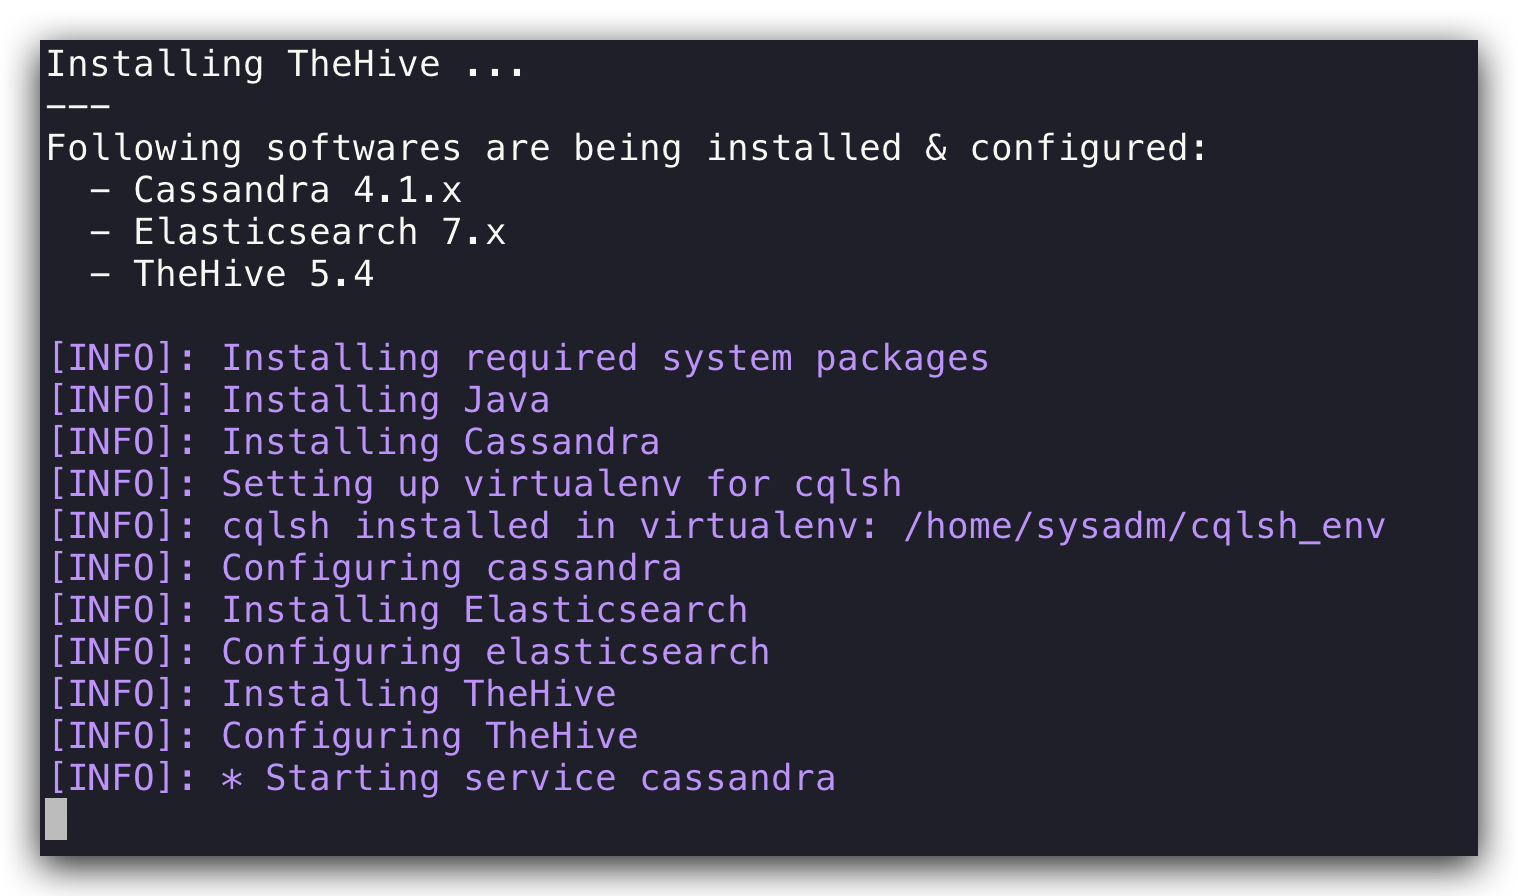 Installing TheHive ...
---
Following softwares are being installed & configured:
  - Cassandra 4.1.x
  - Elasticsearch 7.x
  - TheHive 5.4

[INFO]: Installing required system packages
[INFO]: Installing Java
[INFO]: Installing Cassandra
[INFO]: Setting up virtualenv for cqlsh
[INFO]: cqlsh installed in virtualenv: /home/sysadm/cqlsh_env
[INFO]: Configuring cassandra
[INFO]: Installing Elasticsearch
[INFO]: Configuring elasticsearch
[INFO]: Installing TheHive
[INFO]: Configuring TheHive
[INFO]: * Starting service cassandra